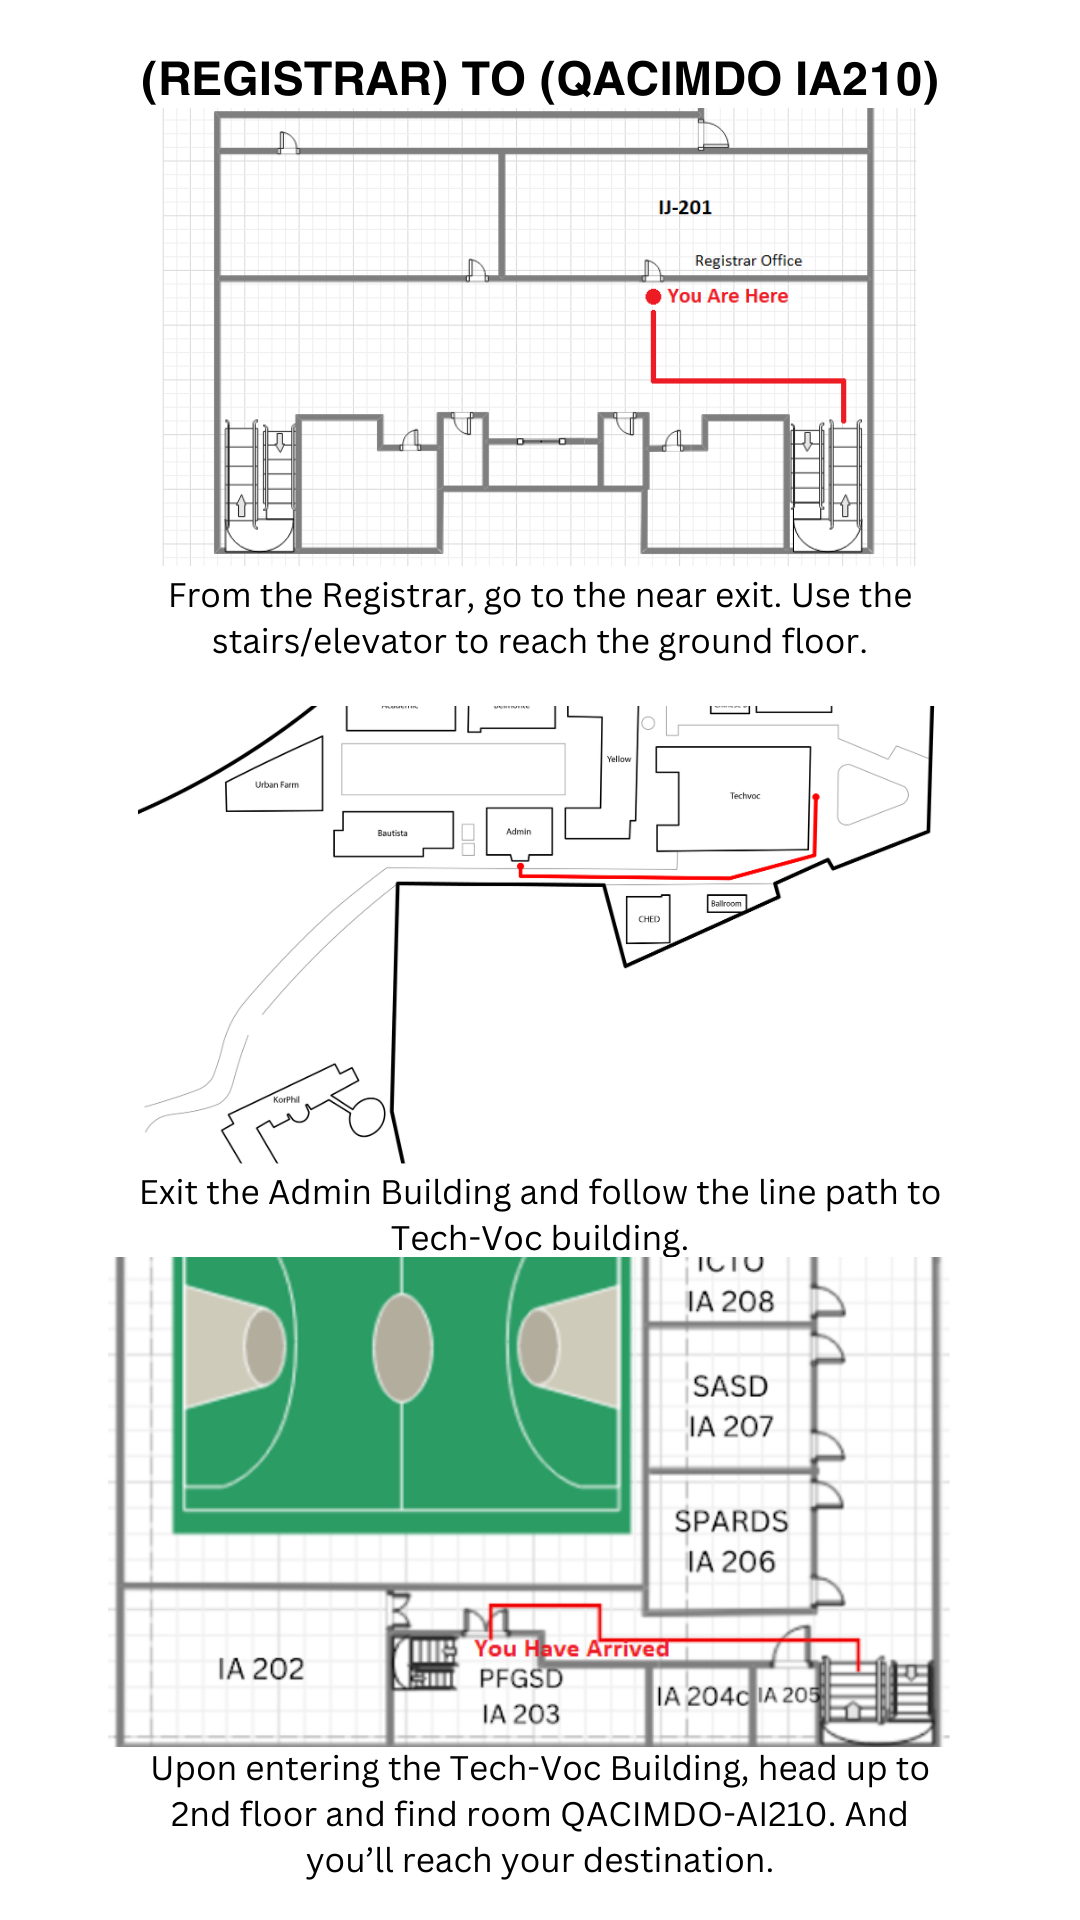 (REGISTRAR) TO (QACIMDO IA210)
IJ-201
Registrar Office
You Are Here
From the Registrar, go to the near exit. Use the
stairs/elevator to reach the ground floor.
Academic
Belmonte
Yellow
Urban Farm
Techvoc
Bautista
Admin
CHED
Ballroom
KorPhil
Exit the Admin Building and follow the line path to
Tech-Voc building.
ICTO
IA 208
SASD
IA 207
SPARDS
IA 206
You Have Arrived
IA 202
PFGSD
IA 203
IA 204c
IA 205
Upon entering the Tech-Voc Building, head up to
2nd floor and find room QACIMDO-AI210. And
you’ll reach your destination.